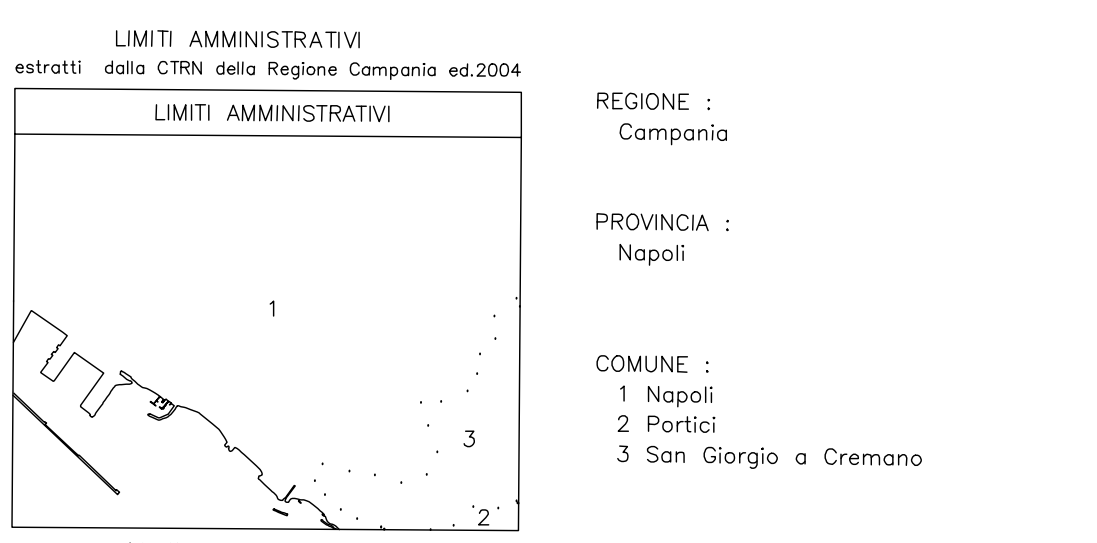 LIMITI AMMINISTRATIVI
estratti dalla CTRN della Regione Campania ed.2004
LIMITI AMMINISTRATIVI
1
3
2
REGIONE :
Campania
PROVINCIA :
Napoli
COMUNE :
1 Napoli
2 Portici
3 San Giorgio a Cremano